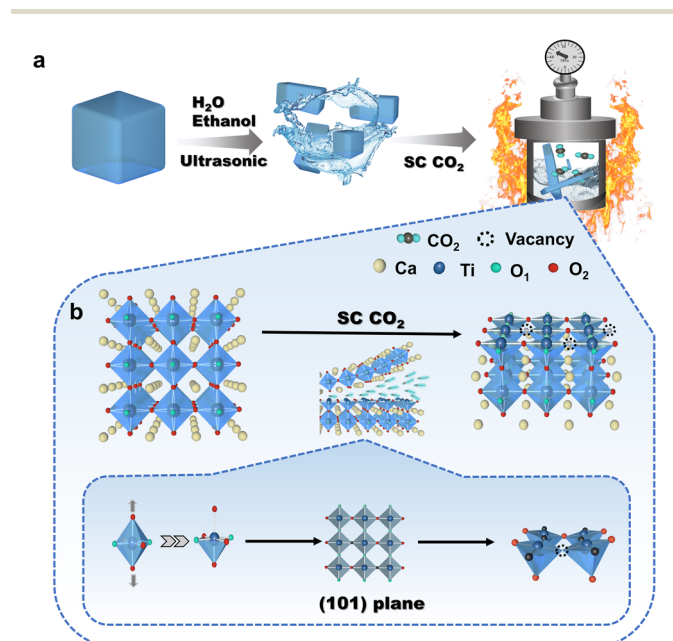 a
H₂O
Ethanol
Ultrasonic
SC CO₂
CO₂
Vacancy
Ca
Ti
O₁
O₂
b
SC CO₂
(101) plane